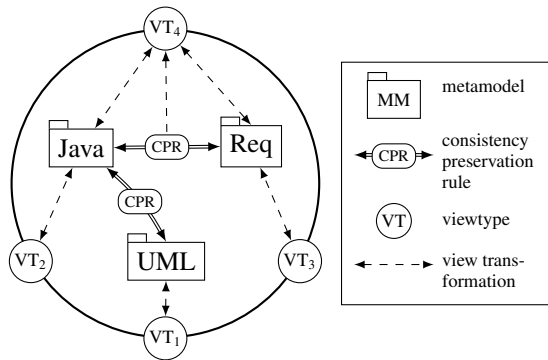 VT4
Java
CPR
Req
CPR
VT2
UML
VT3
VT1
MM
metamodel
CPR
consistency
preservation
rule
VT
viewtype
view trans-
formation